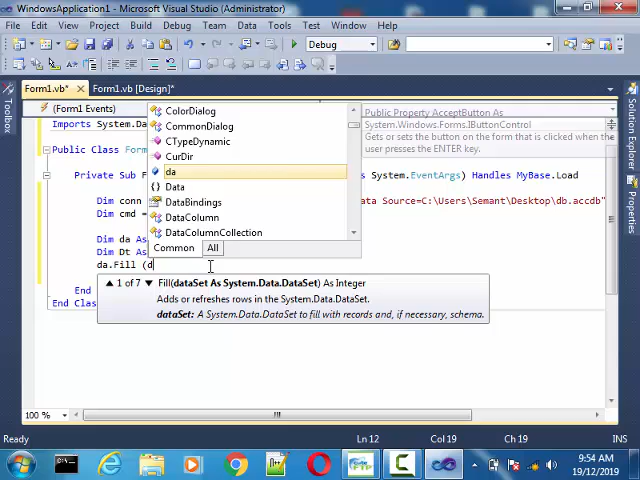 WindowsApplication1 - Microsoft Visual Studio (Administrator)
File Edit View Project Build Debug Team Data Tools Test Window Help
Debug
Form1.vb* Form1.vb [Design]*
Toolbox
Solution Explorer
Properties
(Form1 Events)
Imports System.Da
Public Class Form
Private Sub F
System.EventArgs) Handles MyBase.Load
Dim conn
Data Source=C:\Users\Semant\Desktop\db.accdb"
Dim cmd =
Dim da As
Dim Dt As
da.Fill (d
End
End Clas
ColorDialog
CommonDialog
CTypeDynamic
CurDir
da
Data
DataBindings
DataColumn
DataColumnCollection
Common All
Public Property AcceptButton As
System.Windows.Forms.IButtonControl
Gets or sets the button on the form that is clicked when the
user presses the ENTER key.
1 of 7 Fill(dataSet As System.Data.DataSet) As Integer
Adds or refreshes rows in the System.Data.DataSet.
dataSet: A System.Data.DataSet to fill with records and, if necessary, schema.
100 %
Ready Ln 12 Col 19 Ch 19 INS
9:54 AM
19/12/2019